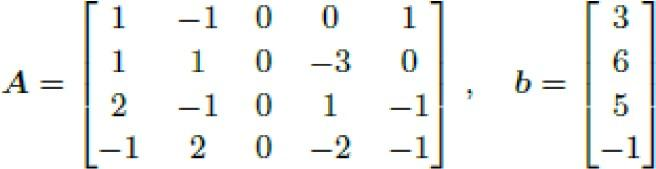 A = [ 1 −1 0 0 1 ; 1 1 0 −3 0 ; 2 −1 0 1 −1 ; −1 2 0 −2 −1 ] , b = [ 3 ; 6 ; 5 ; −1 ]